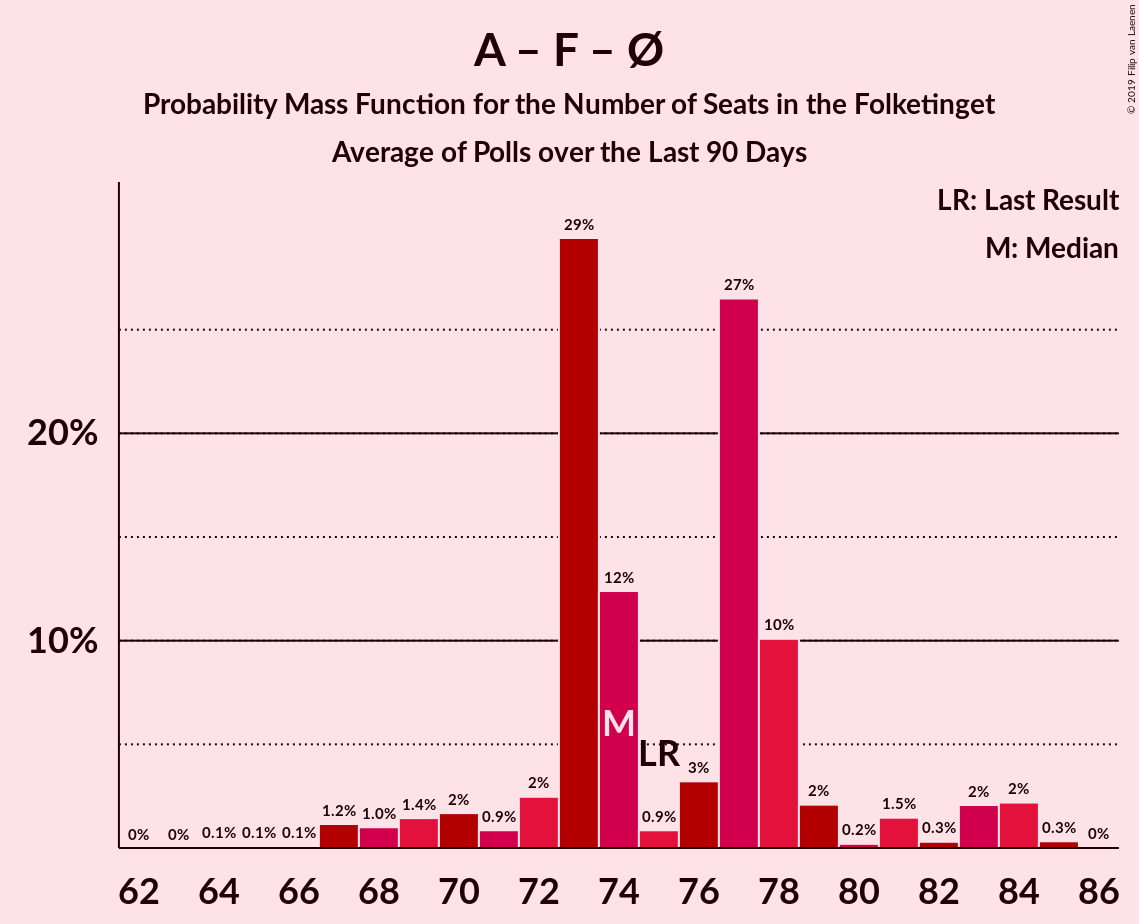 © 2019 Filip van Laenen
A – F – Ø
Probability Mass Function for the Number of Seats in the Folketinget
Average of Polls over the Last 90 Days
LR: Last Result
M: Median
29%
27%
20%
12%
10%
10%
M
LR
0% 0% 0.1% 0.1% 0.1% 1.2% 1.0% 1.4% 2% 0.9% 2% 0.9% 3% 2% 0.2% 1.5% 0.3% 2% 2% 0.3% 0%
62 64 66 68 70 72 74 76 78 80 82 84 86